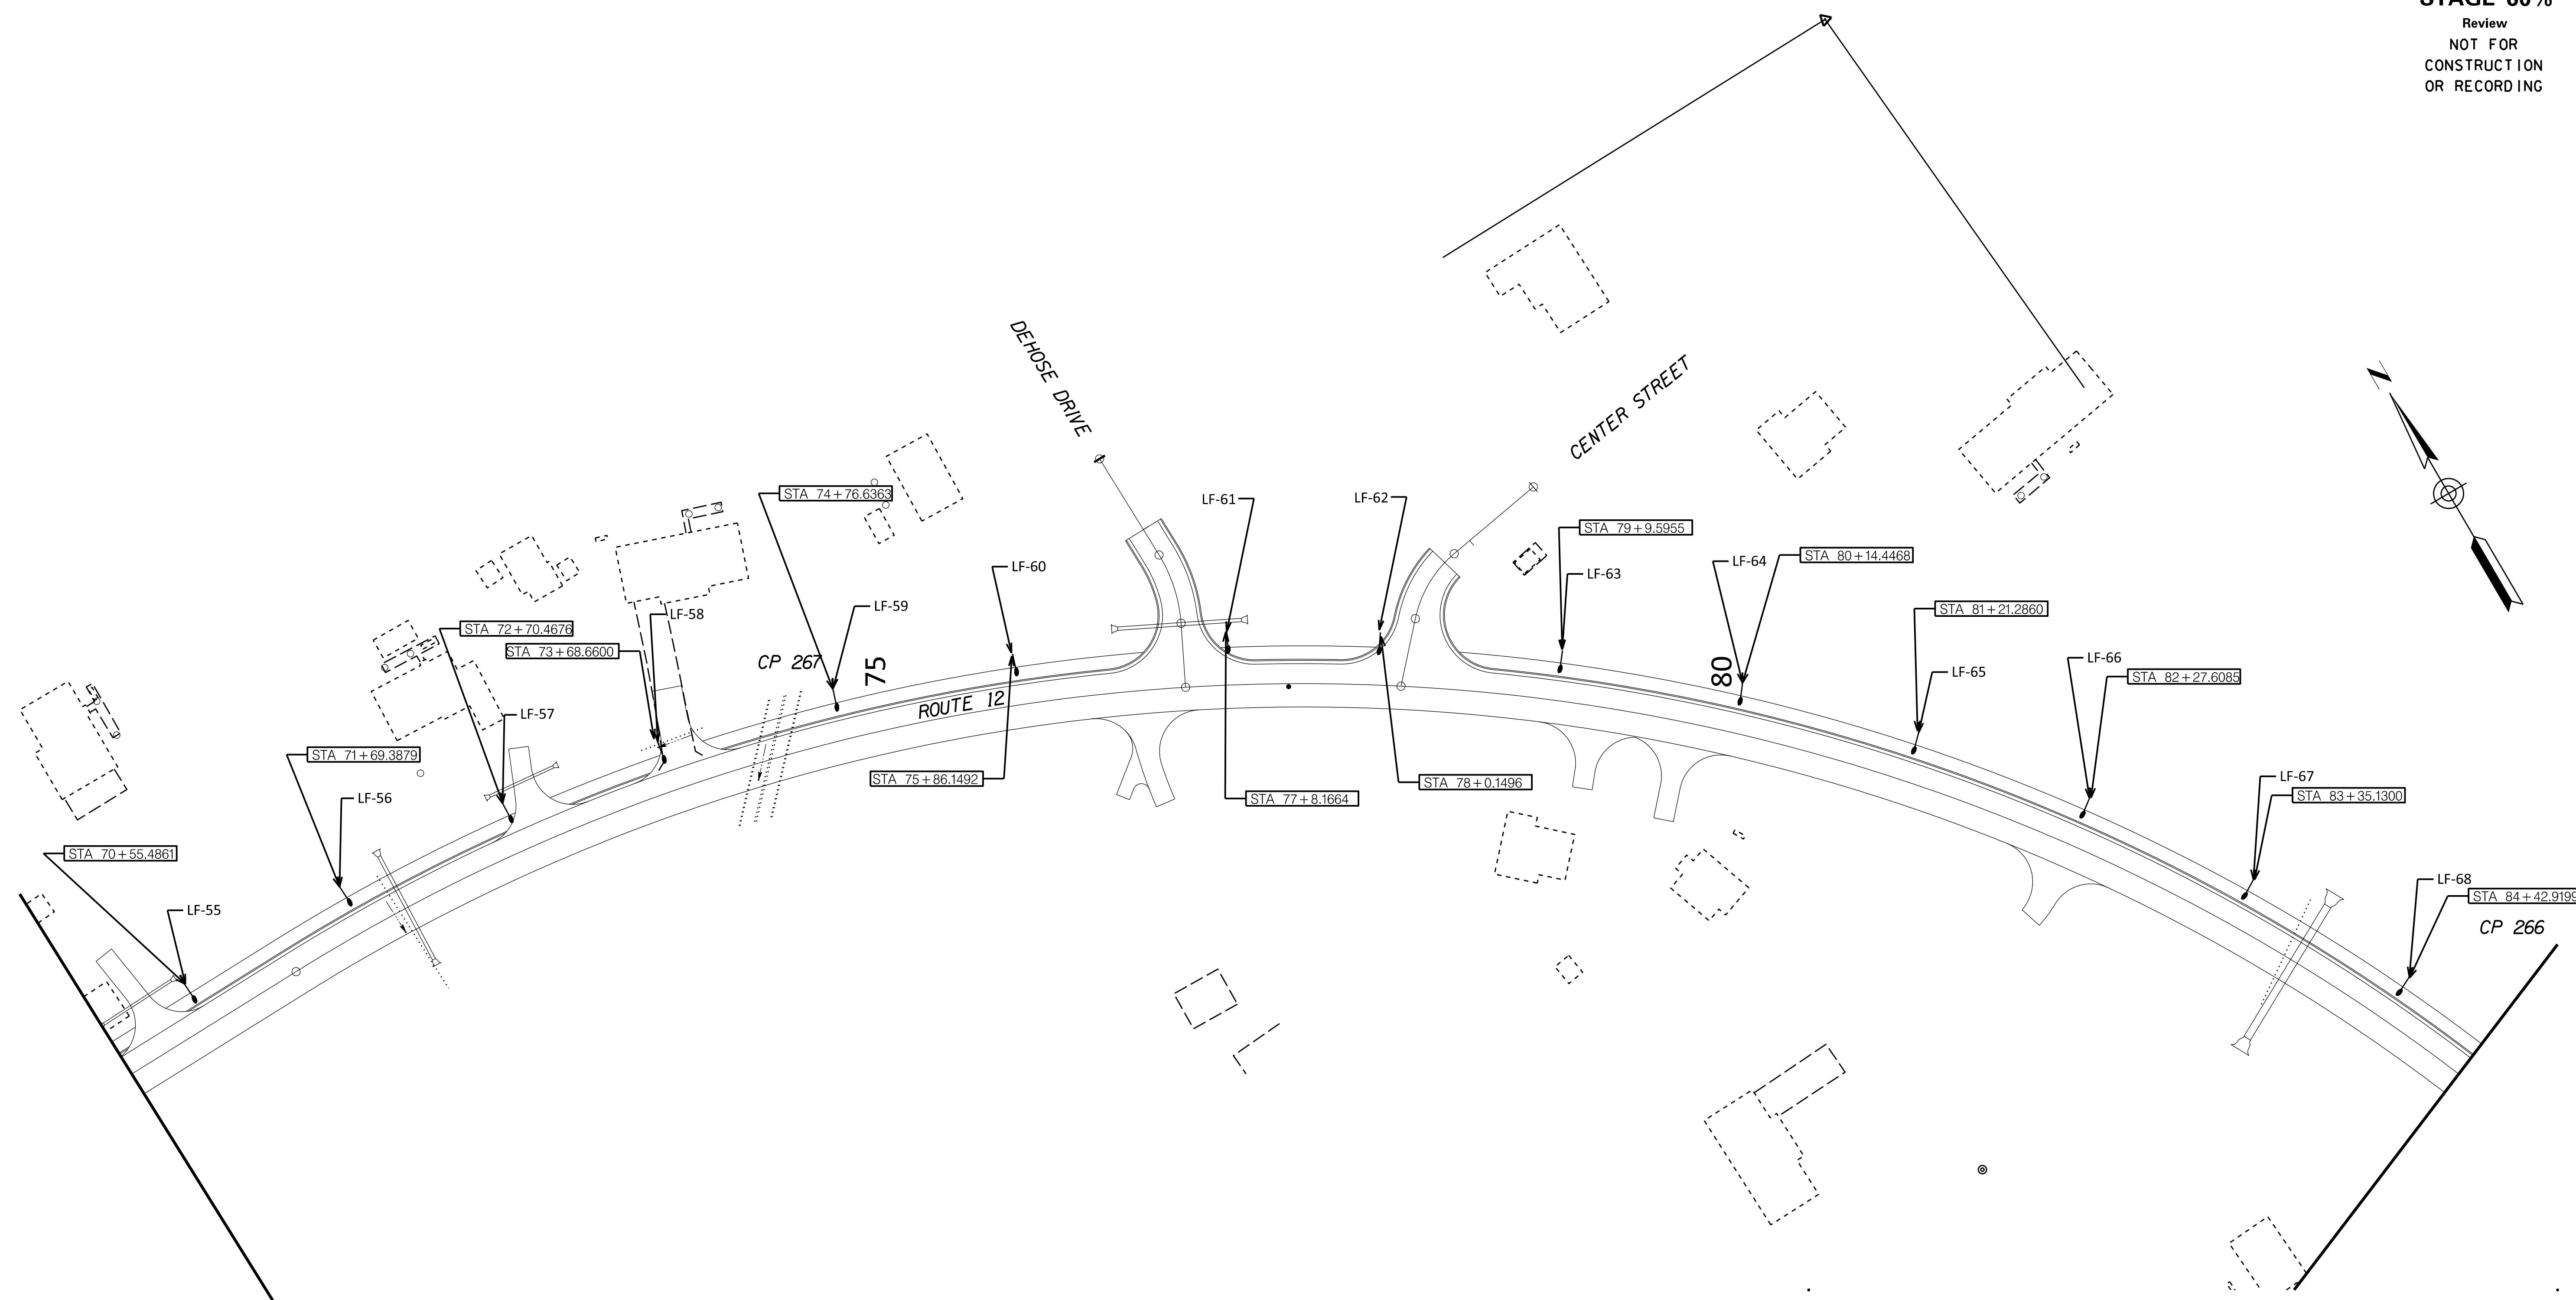 STAGE 60%
Review
NOT FOR
CONSTRUCTION
OR RECORDING
N
DEHOSE DRIVE
CENTER STREET
STA 74+76.6363
LF-61
LF-62
STA 79+9.5955
LF-64
STA 80+14.4468
LF-60
LF-63
LF-58
LF-59
STA 81+21.2860
STA 72+70.4676
STA 73+68.6600
CP 267
75
80
LF-65
LF-66
STA 82+27.6085
ROUTE 12
LF-57
STA 71+69.3879
STA 75+86.1492
STA 78+0.1496
LF-67
STA 83+35.1300
LF-56
STA 77+8.1664
STA 70+55.4861
LF-68
STA 84+42.9199
LF-55
CP 266